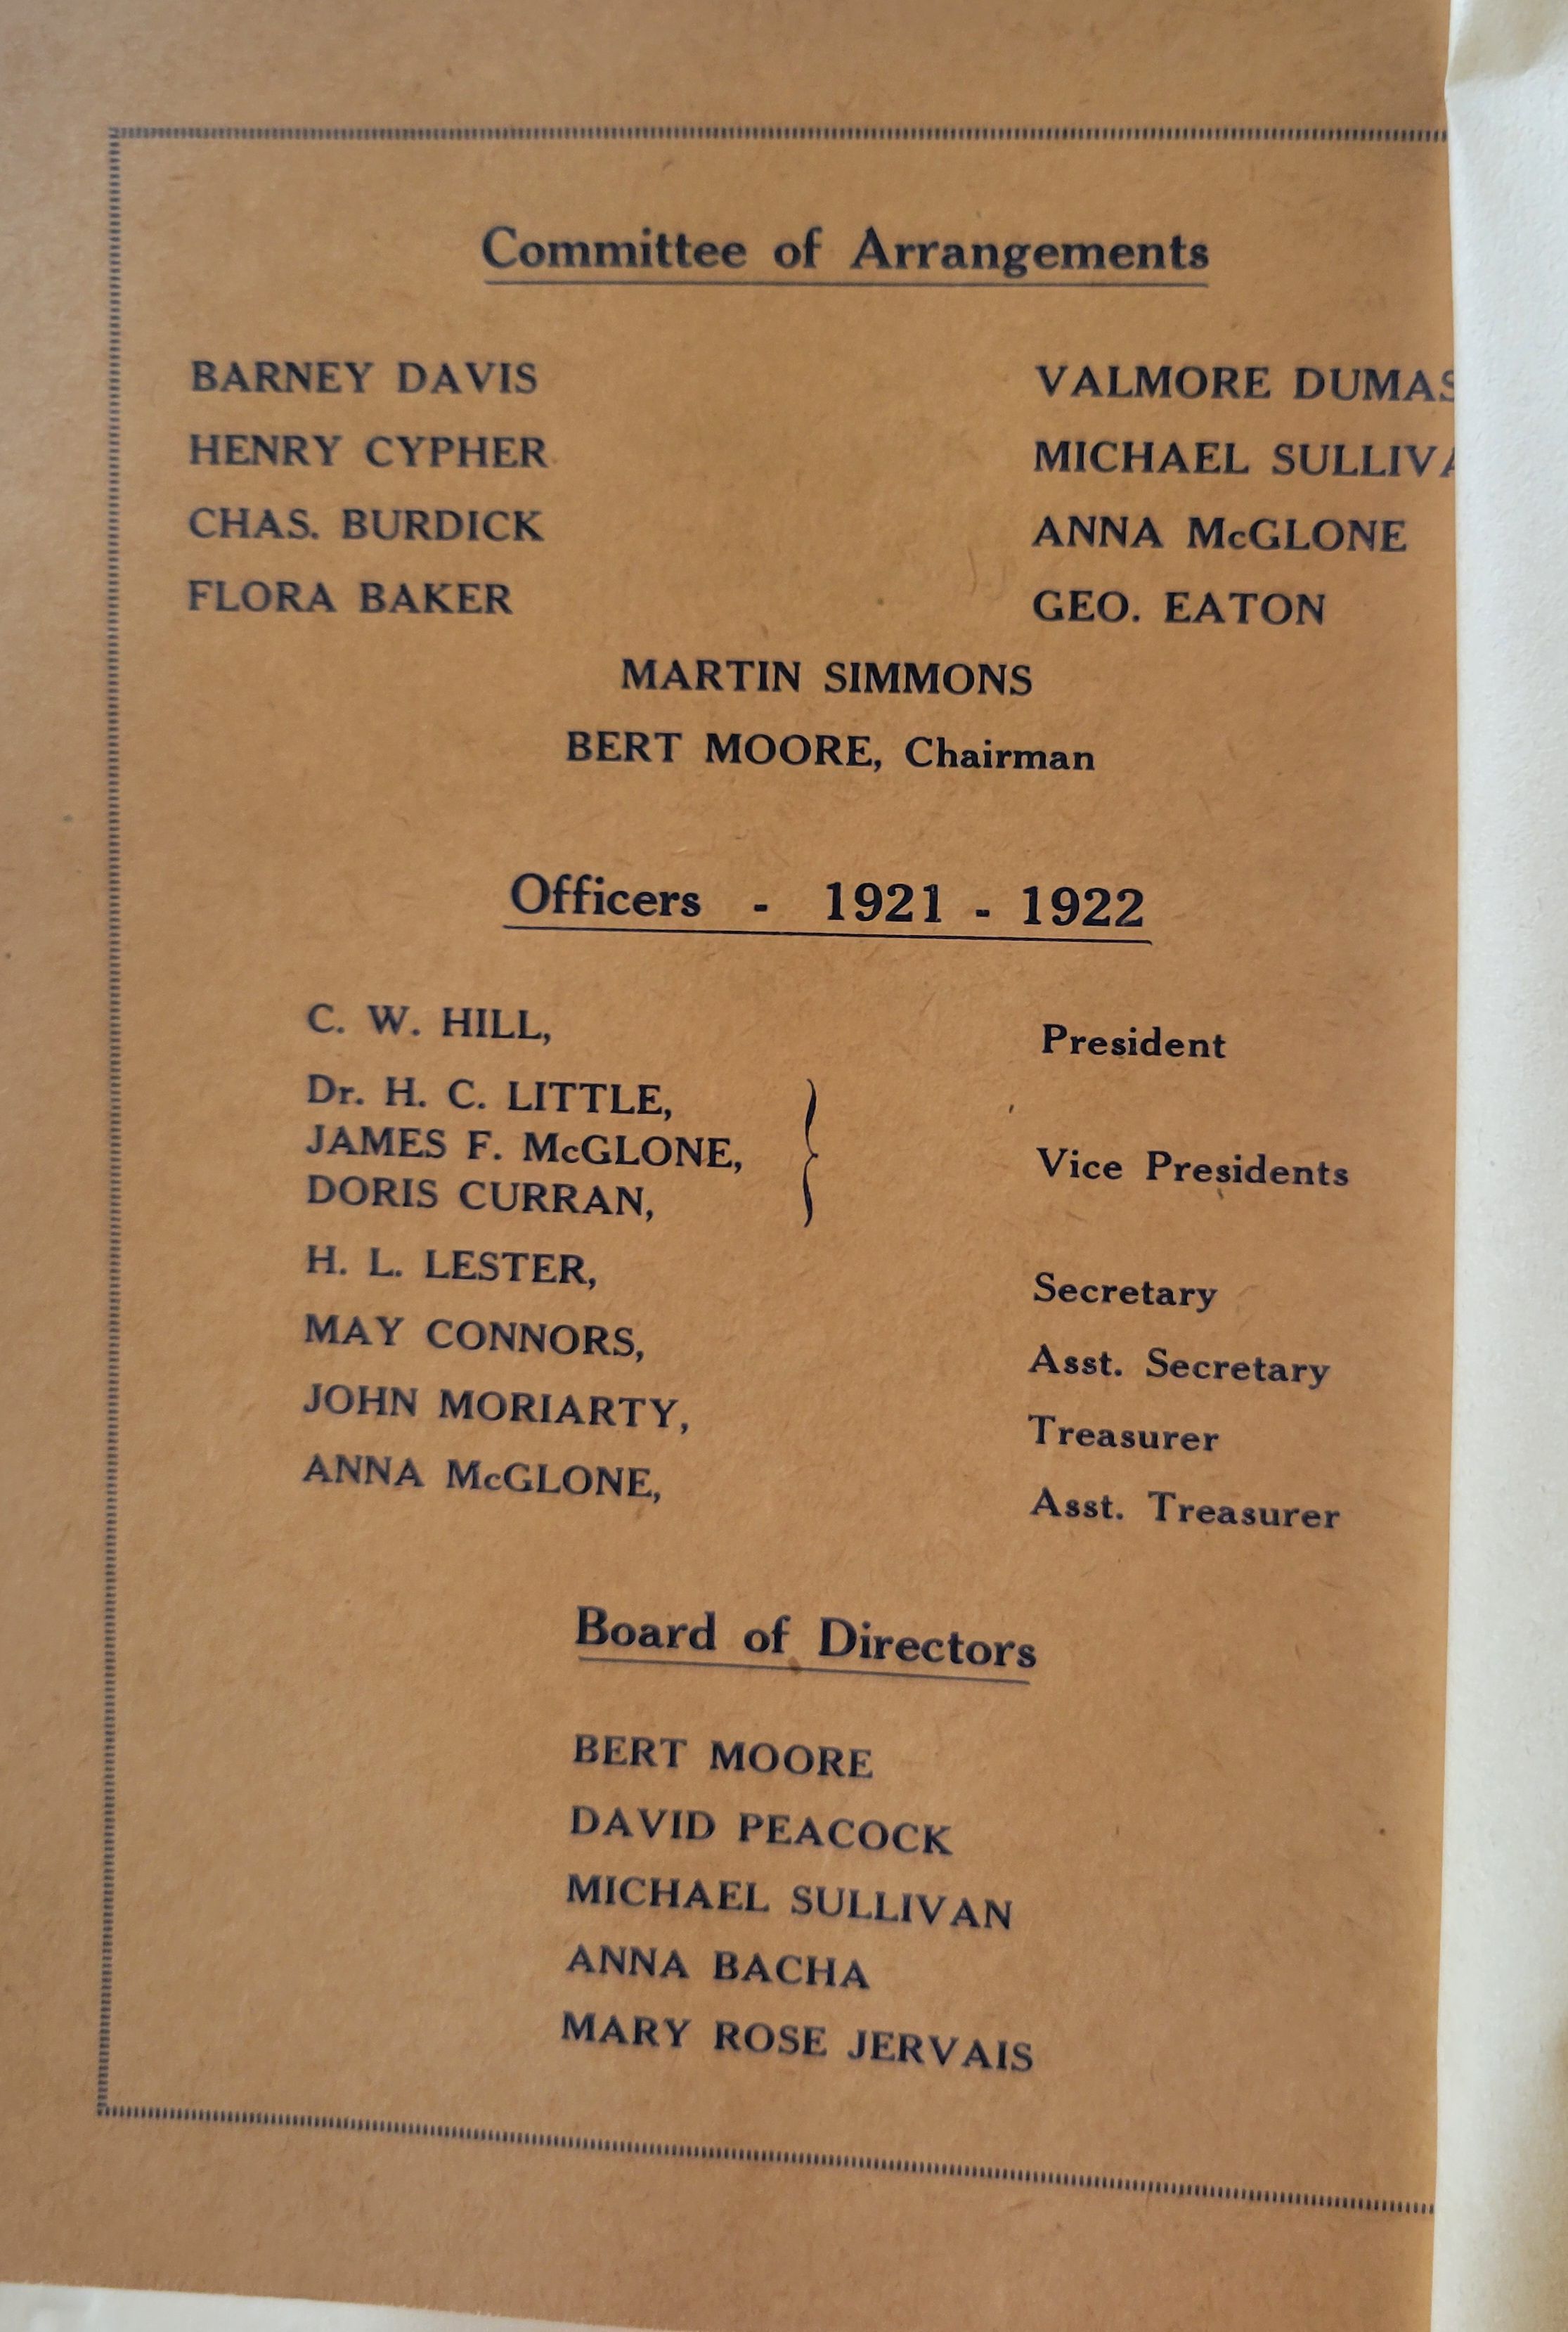 Committee of Arrangements
BARNEY DAVIS VALMORE DUMAS
HENRY CYPHER MICHAEL SULLIVA
CHAS. BURDICK ANNA McGLONE
FLORA BAKER GEO. EATON
MARTIN SIMMONS
BERT MOORE, Chairman
Officers - 1921 - 1922
C. W. HILL, President
Dr. H. C. LITTLE,
JAMES F. McGLONE, Vice Presidents
DORIS CURRAN,
H. L. LESTER, Secretary
MAY CONNORS, Asst. Secretary
JOHN MORIARTY, Treasurer
ANNA McGLONE, Asst. Treasurer
Board of Directors
BERT MOORE
DAVID PEACOCK
MICHAEL SULLIVAN
ANNA BACHA
MARY ROSE JERVAIS